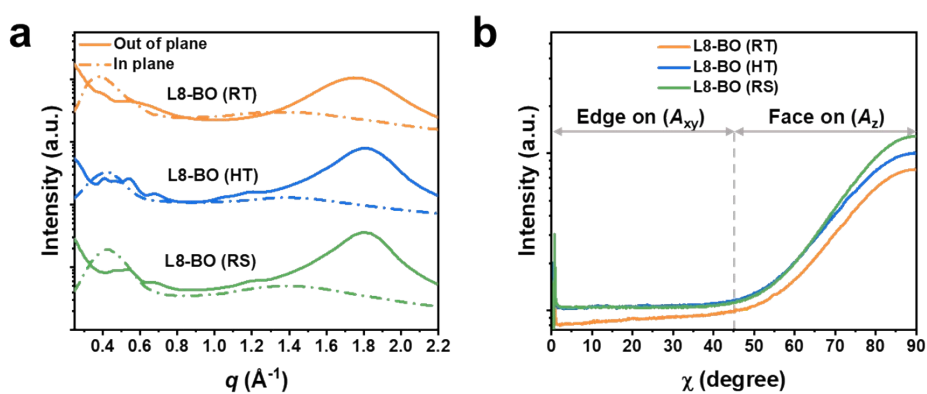 a
Out of plane
In plane
L8-BO (RT)
L8-BO (HT)
L8-BO (RS)
Intensity (a.u.)
0.4 0.6 0.8 1.0 1.2 1.4 1.6 1.8 2.0 2.2
q (Å⁻¹)
b
L8-BO (RT)
L8-BO (HT)
L8-BO (RS)
Edge on (Axy) Face on (Az)
Intensity (a.u.)
0 10 20 30 40 50 60 70 80 90
χ (degree)